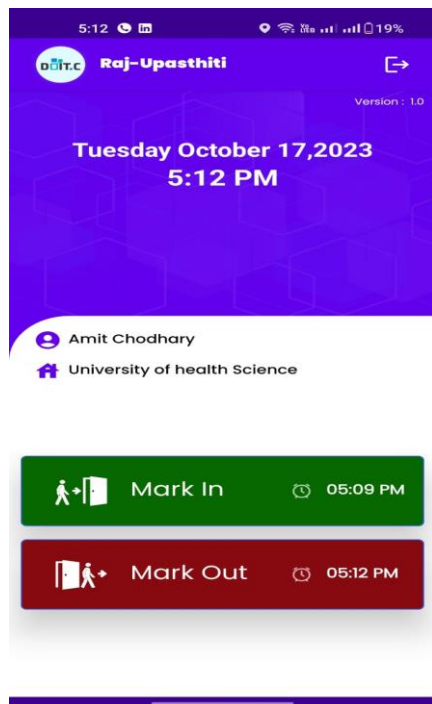 5:12 19%
DOIT.C Raj-Upasthiti
Version : 1.0
Tuesday October 17,2023
5:12 PM
Amit Chodhary
University of health Science
Mark In 05:09 PM
Mark Out 05:12 PM